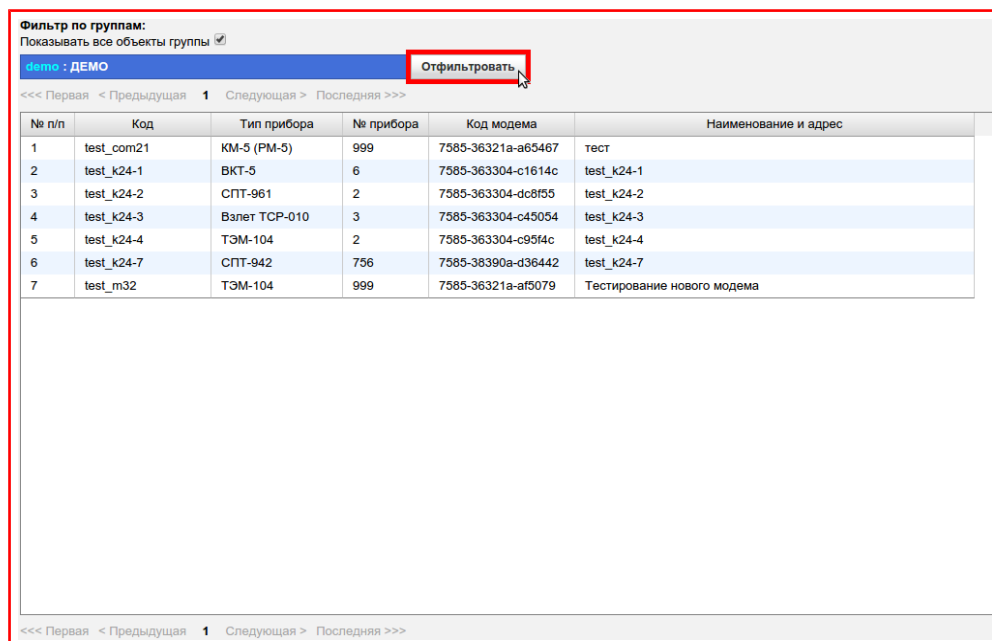 Фильтр по группам:
Показывать все объекты группы
demo : ДЕМО Отфильтровать
<<< Первая < Предыдущая 1 Следующая > Последняя >>>
№ п/п Код Тип прибора № прибора Код модема Наименование и адрес
1 test_com21 КМ-5 (РМ-5) 999 7585-36321a-a65467 тест
2 test_k24-1 ВКТ-5 6 7585-363304-c1614c test_k24-1
3 test_k24-2 СПТ-961 2 7585-363304-dc8f55 test_k24-2
4 test_k24-3 Взлет ТСР-010 3 7585-363304-c45054 test_k24-3
5 test_k24-4 ТЭМ-104 2 7585-363304-c95f4c test_k24-4
6 test_k24-7 СПТ-942 756 7585-38390a-d36442 test_k24-7
7 test_m32 ТЭМ-104 999 7585-36321a-af5079 Тестирование нового модема
<<< Первая < Предыдущая 1 Следующая > Последняя >>>